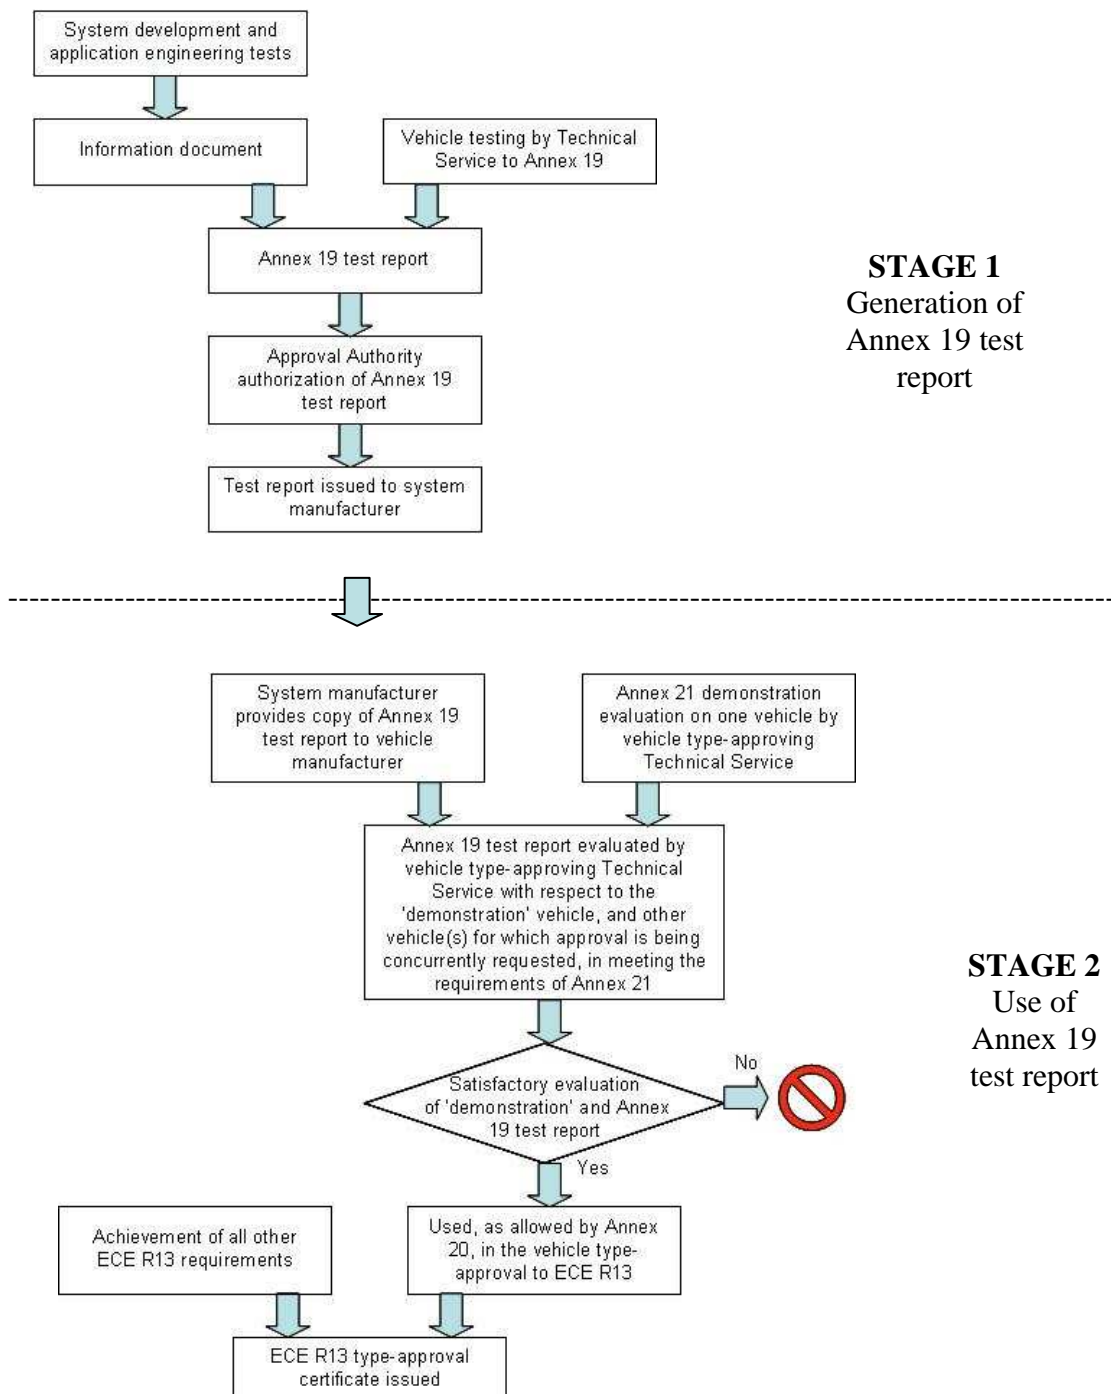 System development and
application engineering tests
Information document
Vehicle testing by Technical
Service to Annex 19
Annex 19 test report
Approval Authority
authorization of Annex 19
test report
Test report issued to system
manufacturer
STAGE 1
Generation of
Annex 19 test
report
System manufacturer
provides copy of Annex 19
test report to vehicle
manufacturer
Annex 21 demonstration
evaluation on one vehicle by
vehicle type-approving
Technical Service
Annex 19 test report evaluated by
vehicle type-approving Technical
Service with respect to the
'demonstration' vehicle, and other
vehicle(s) for which approval is being
concurrently requested, in meeting the
requirements of Annex 21
STAGE 2
Use of
Annex 19
test report
Satisfactory evaluation
of 'demonstration' and Annex
19 test report
No
Yes
Achievement of all other
ECE R13 requirements
Used, as allowed by Annex
20, in the vehicle type-
approval to ECE R13
ECE R13 type-approval
certificate issued